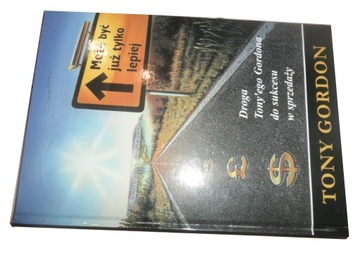 Może być
już tylko
lepiej
Droga
Tony'ego Gordona
do sukcesu
w sprzedaży
£
$
TONY GORDON